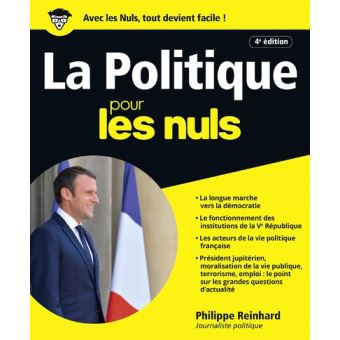 Avec les Nuls, tout devient facile !
4e édition
La Politique
pour
les nuls
• La longue marche
vers la démocratie
• Le fonctionnement des
institutions de la Ve République
• Les acteurs de la vie politique
française
• Président jupitérien,
moralisation de la vie publique,
terrorisme, emploi : le point
sur les grandes questions
d'actualité
Philippe Reinhard
Journaliste politique